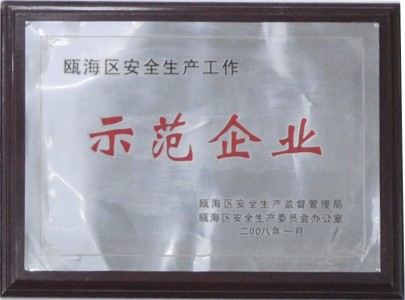 瓯海区安全生产工作
示范企业
瓯海区安全生产监督管理局
瓯海区安全生产委员会办公室
二00八年一月